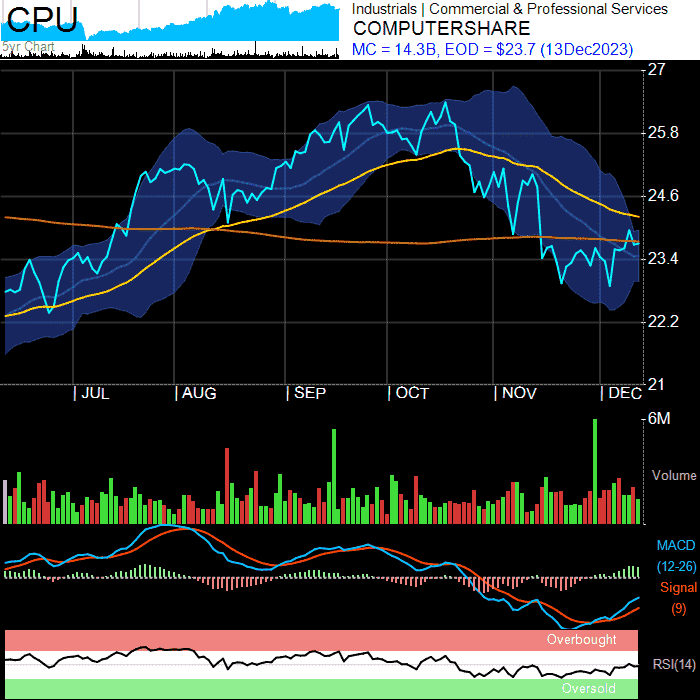 CPU
5yr Chart
Industrials | Commercial & Professional Services
COMPUTERSHARE
MC = 14.3B, EOD = $23.7 (13Dec2023)
27
25.8
24.6
23.4
22.2
21
JUL
AUG
SEP
OCT
NOV
DEC
6M
Volume
MACD
(12-26)
Signal
(9)
Overbought
RSI(14)
Oversold